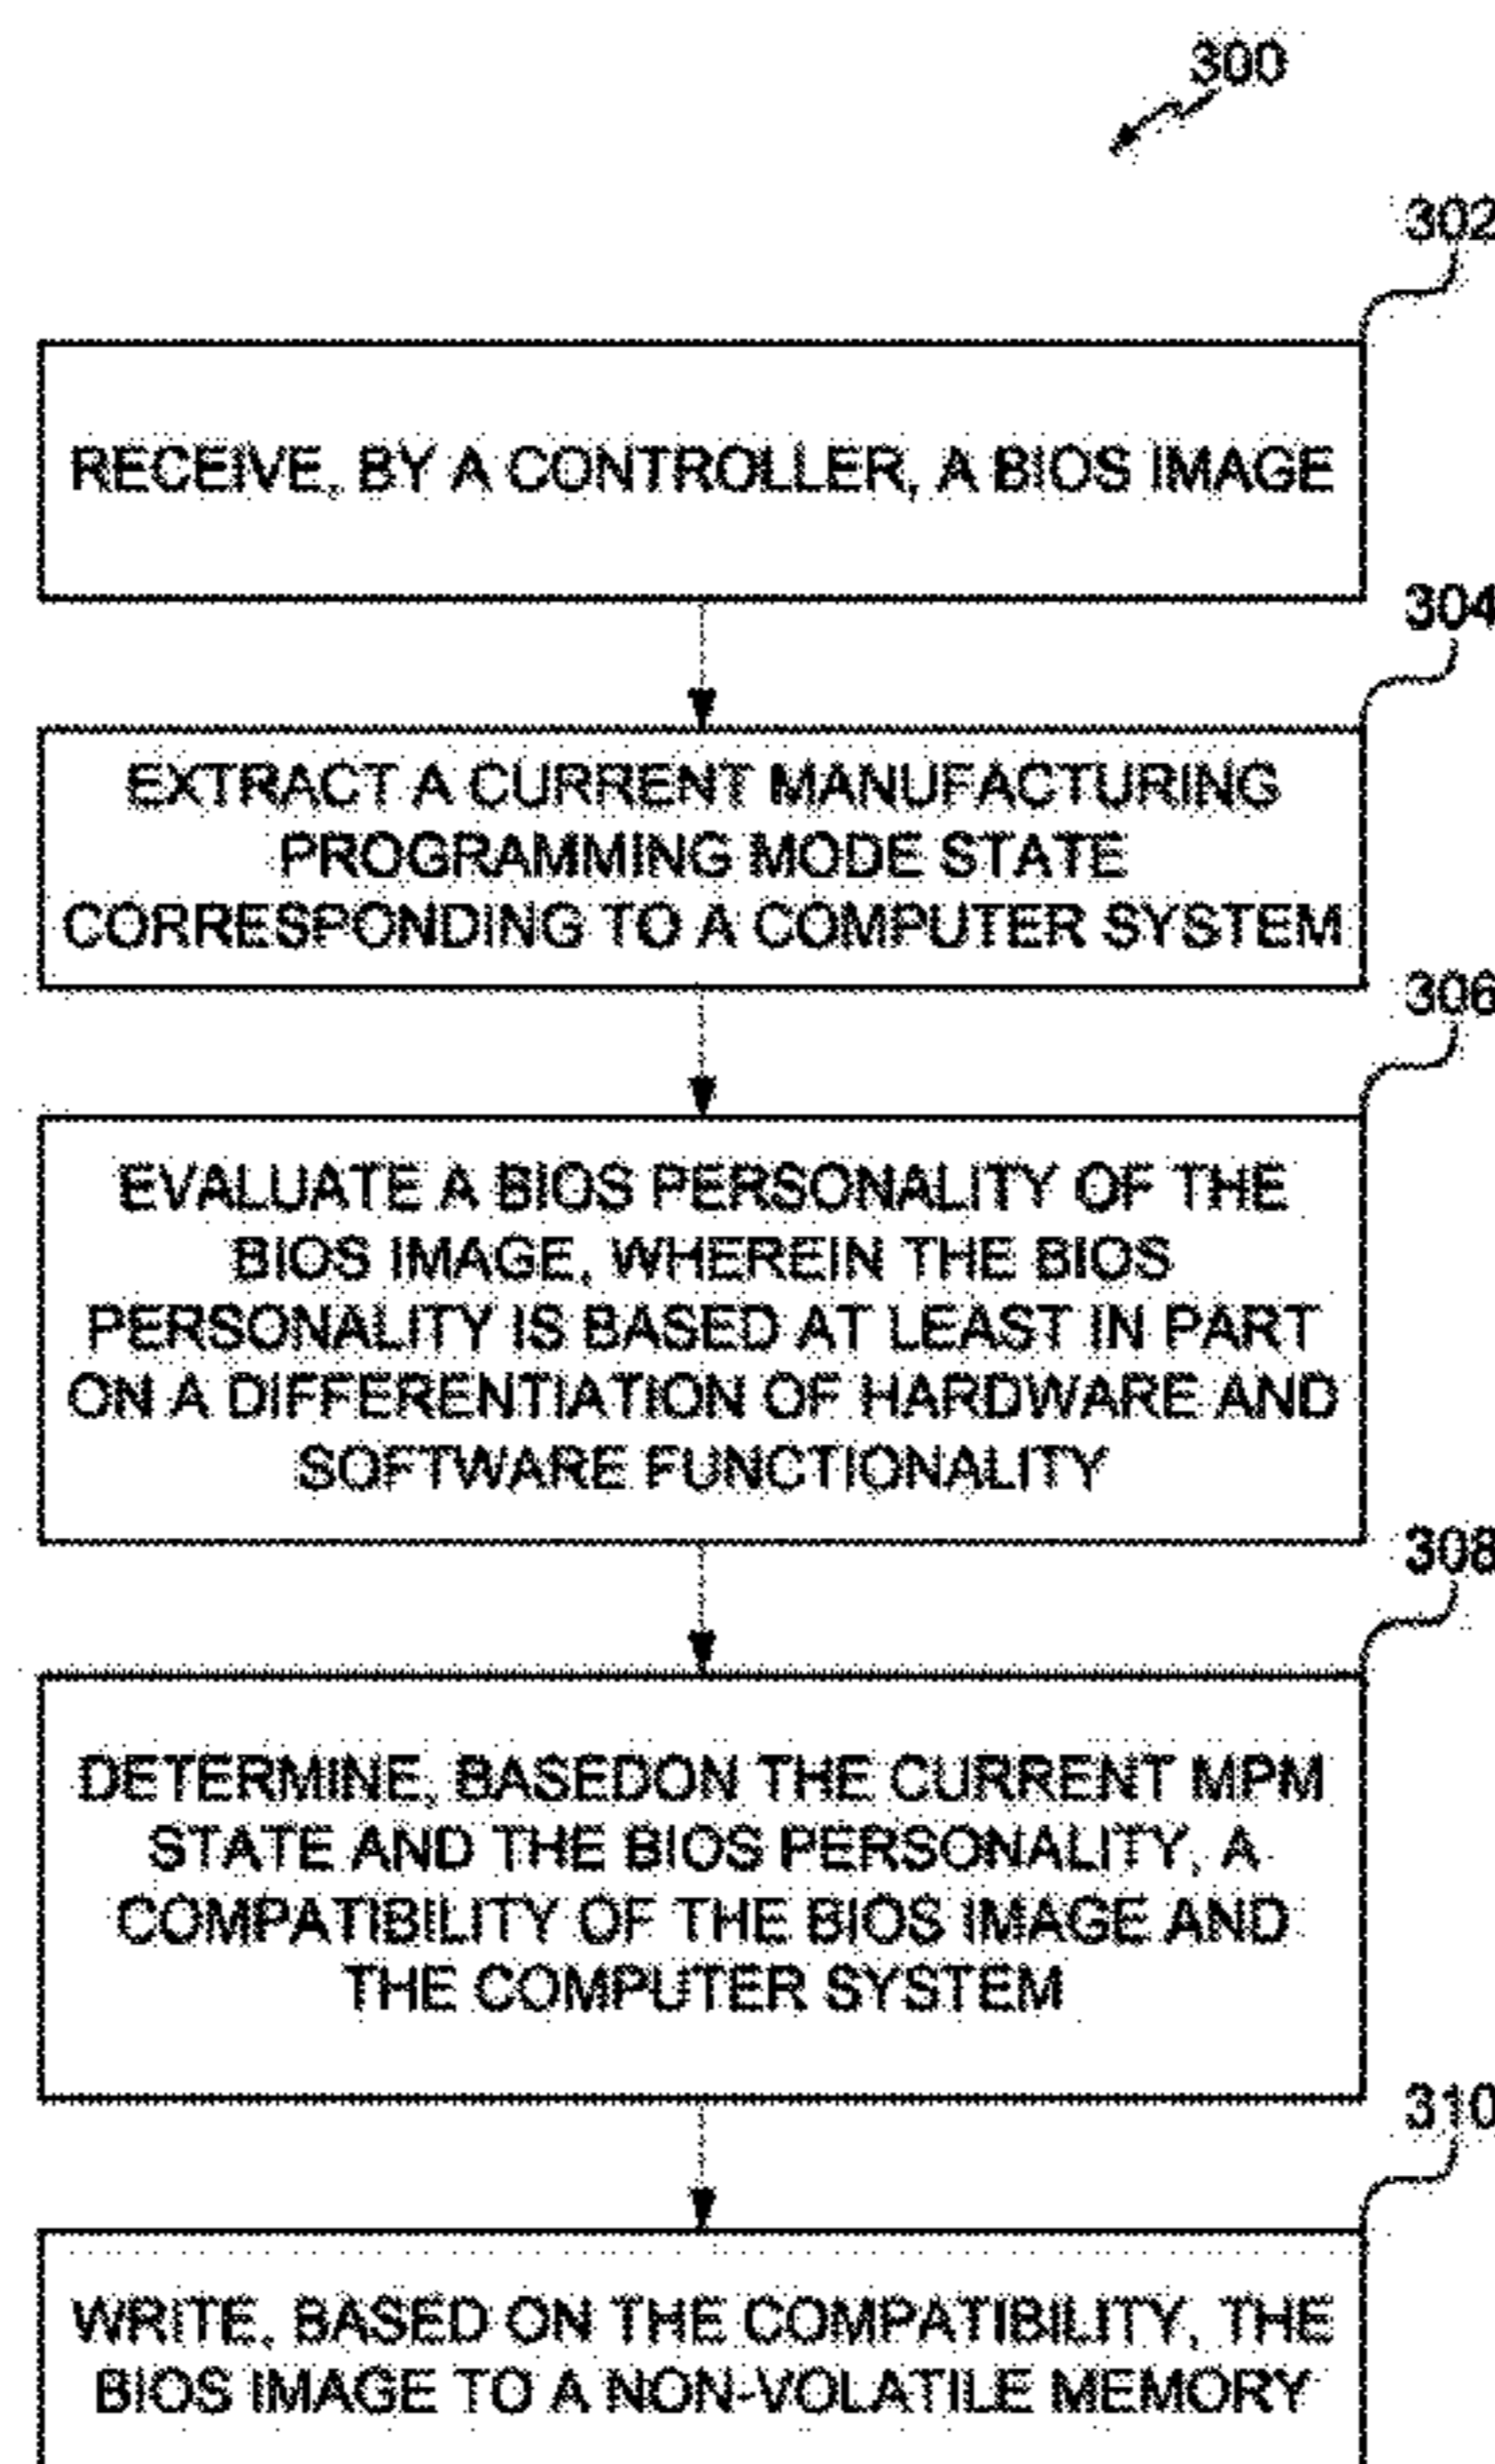 300
302
RECEIVE, BY A CONTROLLER, A BIOS IMAGE
304
EXTRACT A CURRENT MANUFACTURING
PROGRAMMING MODE STATE
CORRESPONDING TO A COMPUTER SYSTEM
306
EVALUATE A BIOS PERSONALITY OF THE
BIOS IMAGE, WHEREIN THE BIOS
PERSONALITY IS BASED AT LEAST IN PART
ON A DIFFERENTIATION OF HARDWARE AND
SOFTWARE FUNCTIONALITY
308
DETERMINE, BASEDON THE CURRENT MPM
STATE AND THE BIOS PERSONALITY, A
COMPATIBILITY OF THE BIOS IMAGE AND
THE COMPUTER SYSTEM
310
WRITE, BASED ON THE COMPATIBILITY, THE
BIOS IMAGE TO A NON-VOLATILE MEMORY